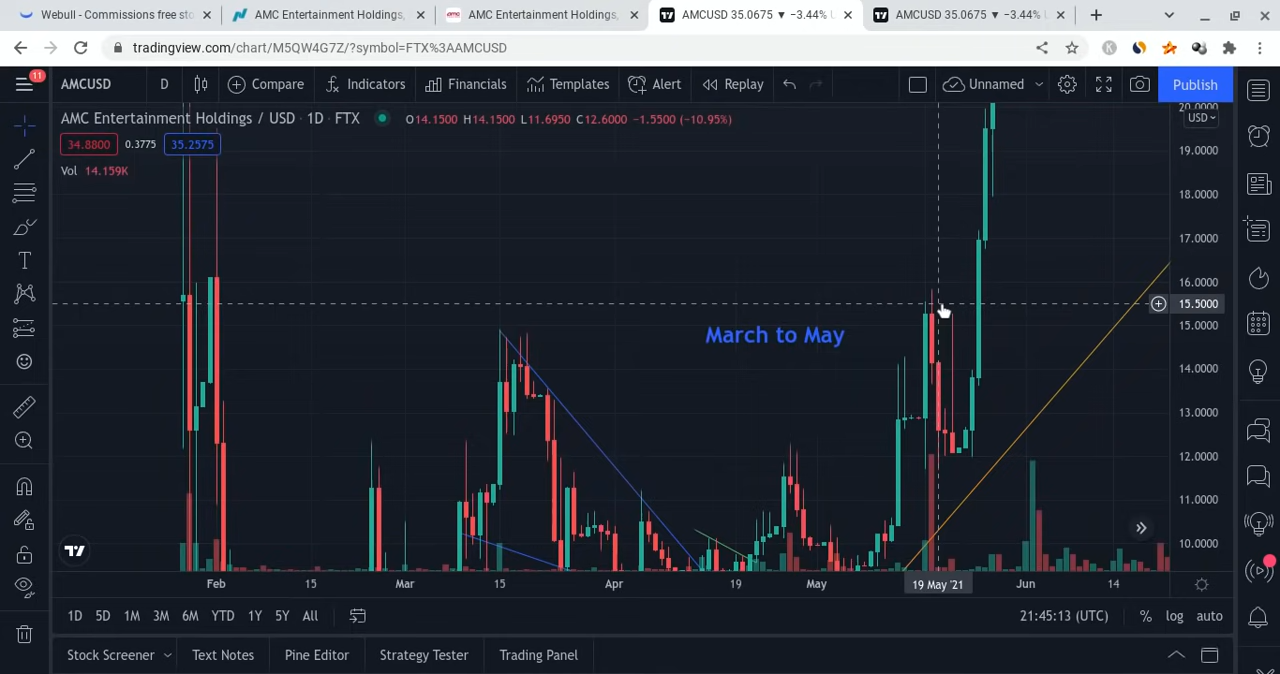 Webull - Commissions free sto
AMC Entertainment Holdings,
AMC Entertainment Holdings,
AMCUSD 35.0675 ▼ −3.44% U
AMCUSD 35.0675 ▼ −3.44% U
tradingview.com/chart/M5QW4G7Z/?symbol=FTX%3AAMCUSD
K
11
AMCUSD
D
Compare
Indicators
Financials
Templates
Alert
Replay
Unnamed
Publish
AMC Entertainment Holdings / USD · 1D · FTX
O14.1500 H14.1500 L11.6950 C12.6000 −1.5500 (−10.95%)
34.8800
0.3775
35.2575
Vol 14.159K
20.0000
USD
19.0000
18.0000
17.0000
16.0000
15.5000
15.0000
14.0000
13.0000
12.0000
11.0000
10.0000
March to May
Feb
15
Mar
15
Apr
19
May
19 May '21
Jun
14
1D
5D
1M
3M
6M
YTD
1Y
5Y
All
21:45:13 (UTC)
%
log
auto
Stock Screener
Text Notes
Pine Editor
Strategy Tester
Trading Panel